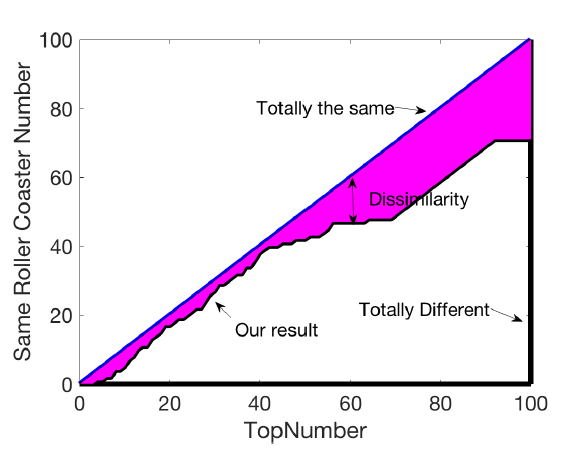 100
80
60
40
20
0
Same Roller Coaster Number
Totally the same
Dissimilarity
Totally Different
Our result
0 20 40 60 80 100
TopNumber